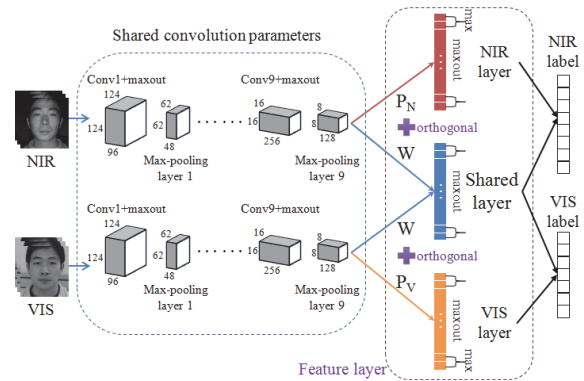 Shared convolution parameters
Conv1+maxout
124
124
96
62
62
48
Max-pooling
layer 1
Conv9+maxout
16
16
256
8
8
128
Max-pooling
layer 9
NIR
Conv1+maxout
124
124
96
62
62
48
Max-pooling
layer 1
Conv9+maxout
16
16
256
8
8
128
Max-pooling
layer 9
VIS
P_N
orthogonal
W
W
orthogonal
P_V
Feature layer
max
maxout
NIR
layer
maxout
Shared
layer
maxout
max
VIS
layer
NIR
label
VIS
label